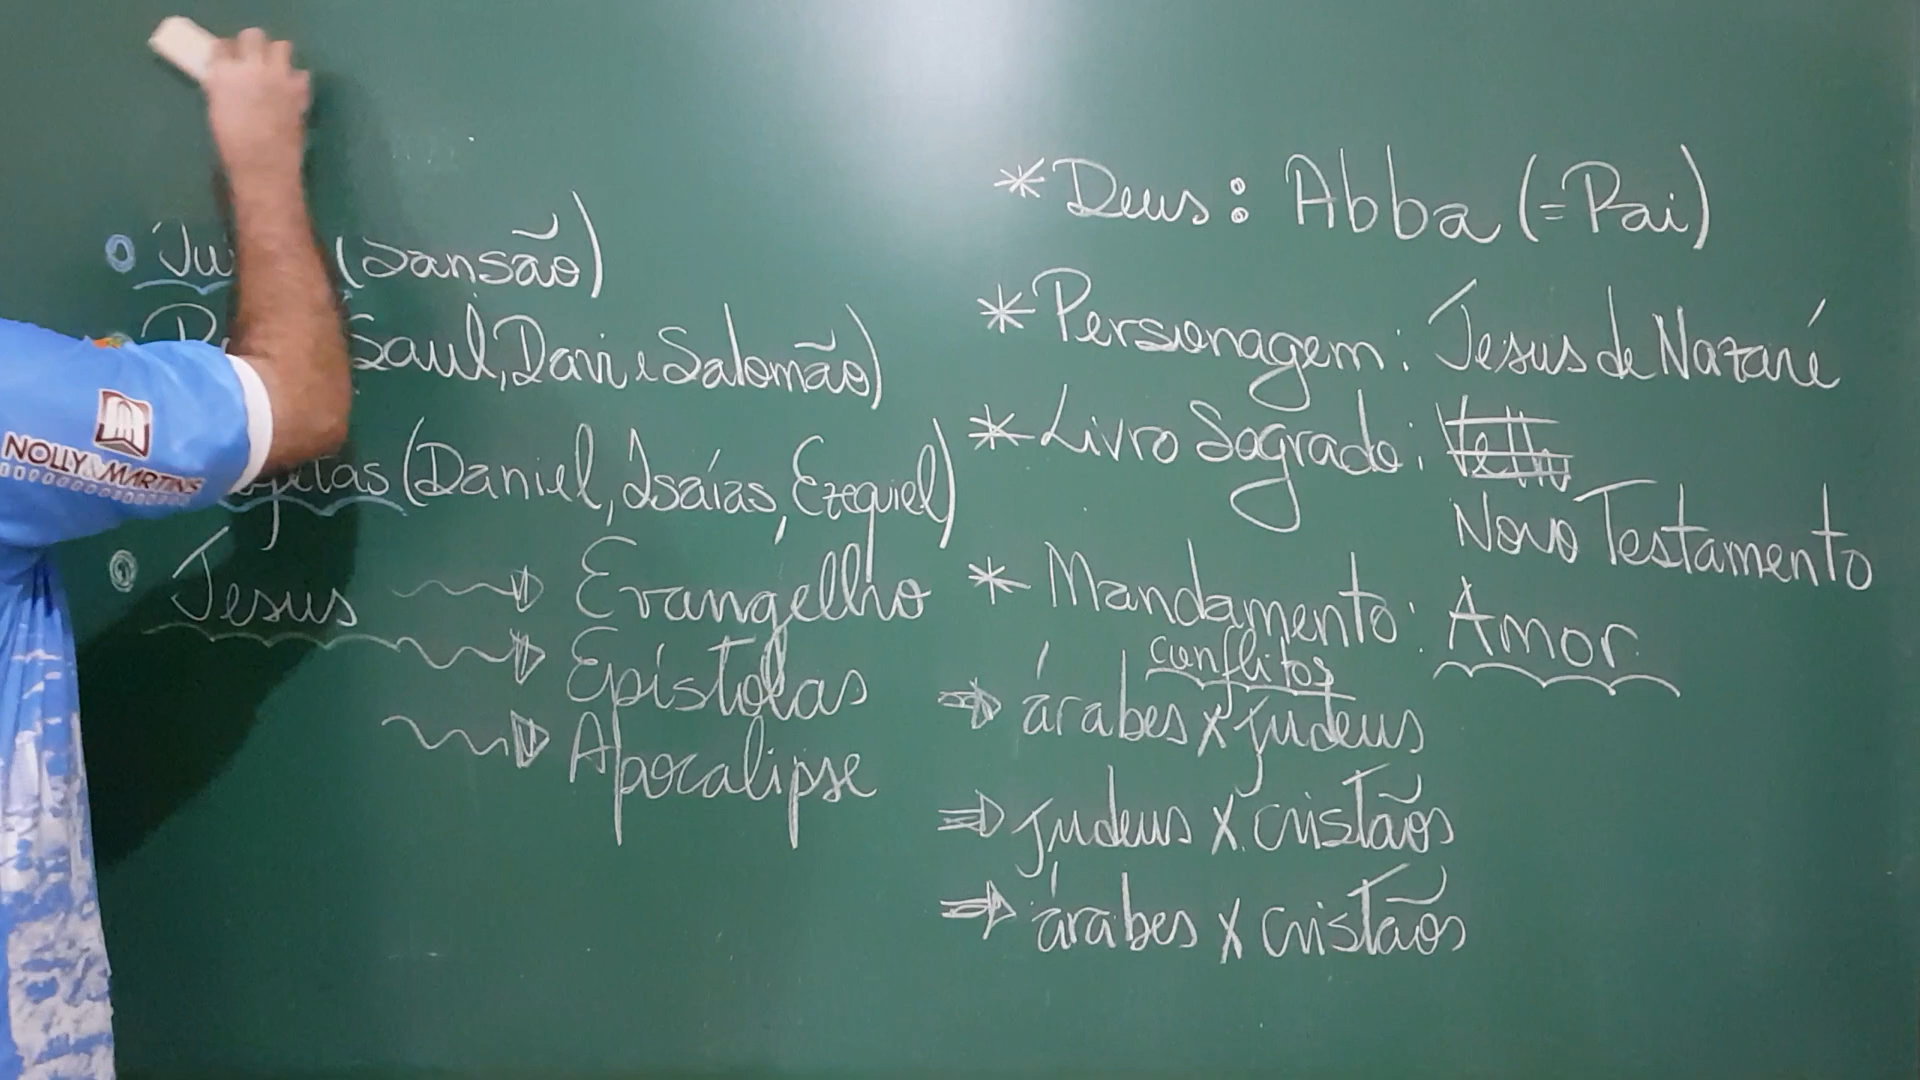 (Sansão)
Saul, Davi e Salomão)
(Daniel, Isaías, Ezequiel)
Jesus Evangelho
Epístolas
Apocalipse
* Deus: Abba (=Pai)
* Personagem: Jesus de Nazaré
* Livro Sagrado:
Novo Testamento
* Mandamento: Amor
conflitos
⇒ árabes x judeus
⇒ judeus x cristãos
⇒ árabes x cristãos
NOLLY & MARTINS